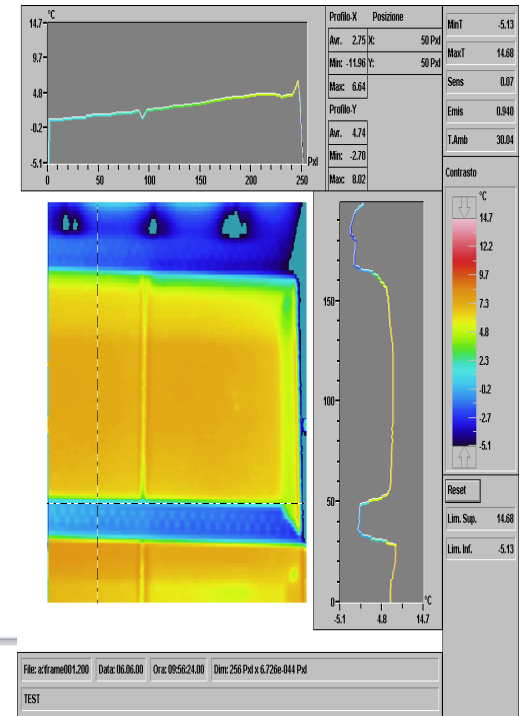 °C
14.7
9.7
4.8
-0.2
-5.1
0 50 100 150 200 250
Pxl
Profilo-X Posizione
Avr. 2.75 X: 50 Pxl
Min: -11.96 Y: 50 Pxl
Max: 6.64
Profilo-Y
Avr. 4.74
Min: -2.70
Max: 8.02
MinT -5.13
MaxT 14.68
Sens 0.07
Emis 0.940
T.Amb 30.04
Contrasto
°C
14.7
12.2
9.7
7.3
4.8
2.3
-0.2
-2.7
-5.1
Reset
Lim. Sup. 14.68
Lim. Inf. -5.13
150
100
50
0
°C
-5.1 4.8 14.7
File: a:\frame001.200 Data: 06.06.00 Ora: 09:56:24.00 Dim: 256 Pxl x 6.726e-044 Pxl
TEST